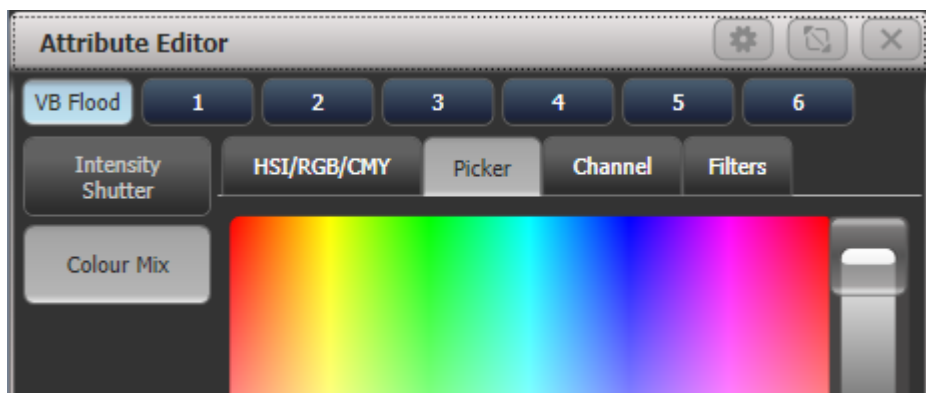 Attribute Editor
VB Flood 1 2 3 4 5 6
Intensity
Shutter
HSI/RGB/CMY Picker Channel Filters
Colour Mix